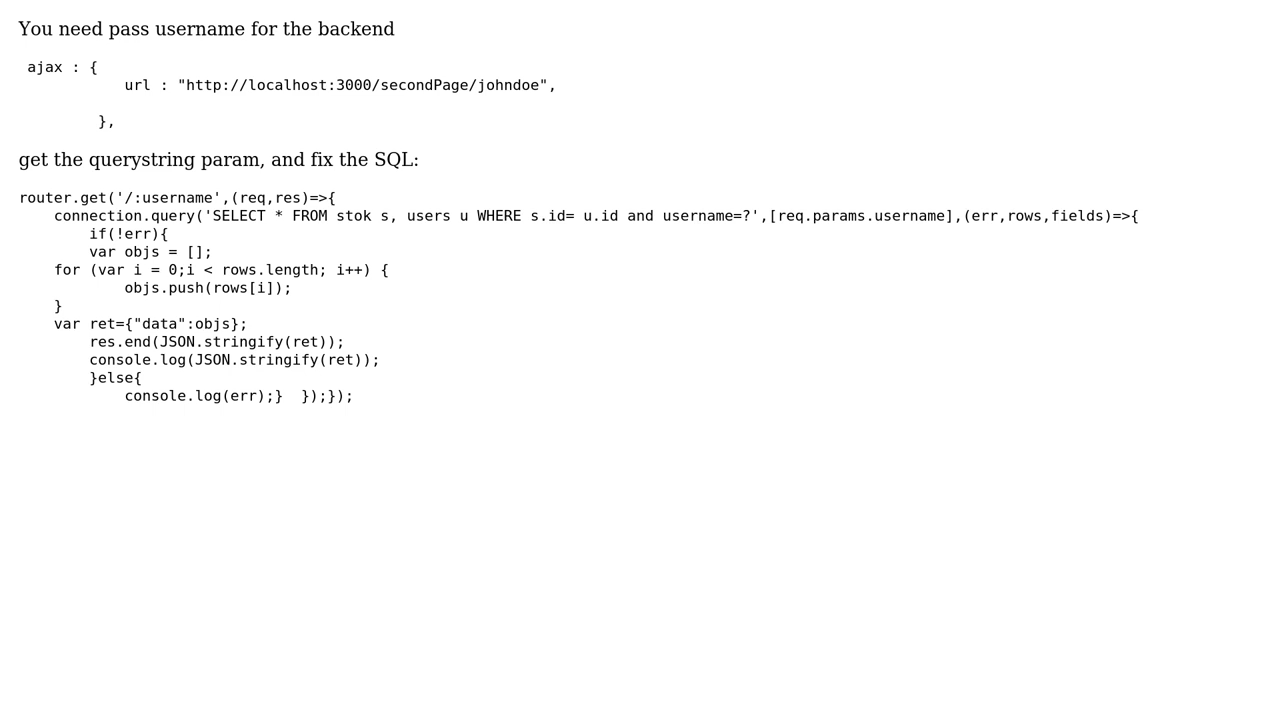 You need pass username for the backend
ajax : {
url : "http://localhost:3000/secondPage/johndoe",
},
get the querystring param, and fix the SQL:
router.get('/:username',(req,res)=>{
connection.query('SELECT * FROM stok s, users u WHERE s.id= u.id and username=?',[req.params.username],(err,rows,fields)=>{
if(!err){
var objs = [];
for (var i = 0;i < rows.length; i++) {
objs.push(rows[i]);
}
var ret={"data":objs};
res.end(JSON.stringify(ret));
console.log(JSON.stringify(ret));
}else{
console.log(err);}  });});